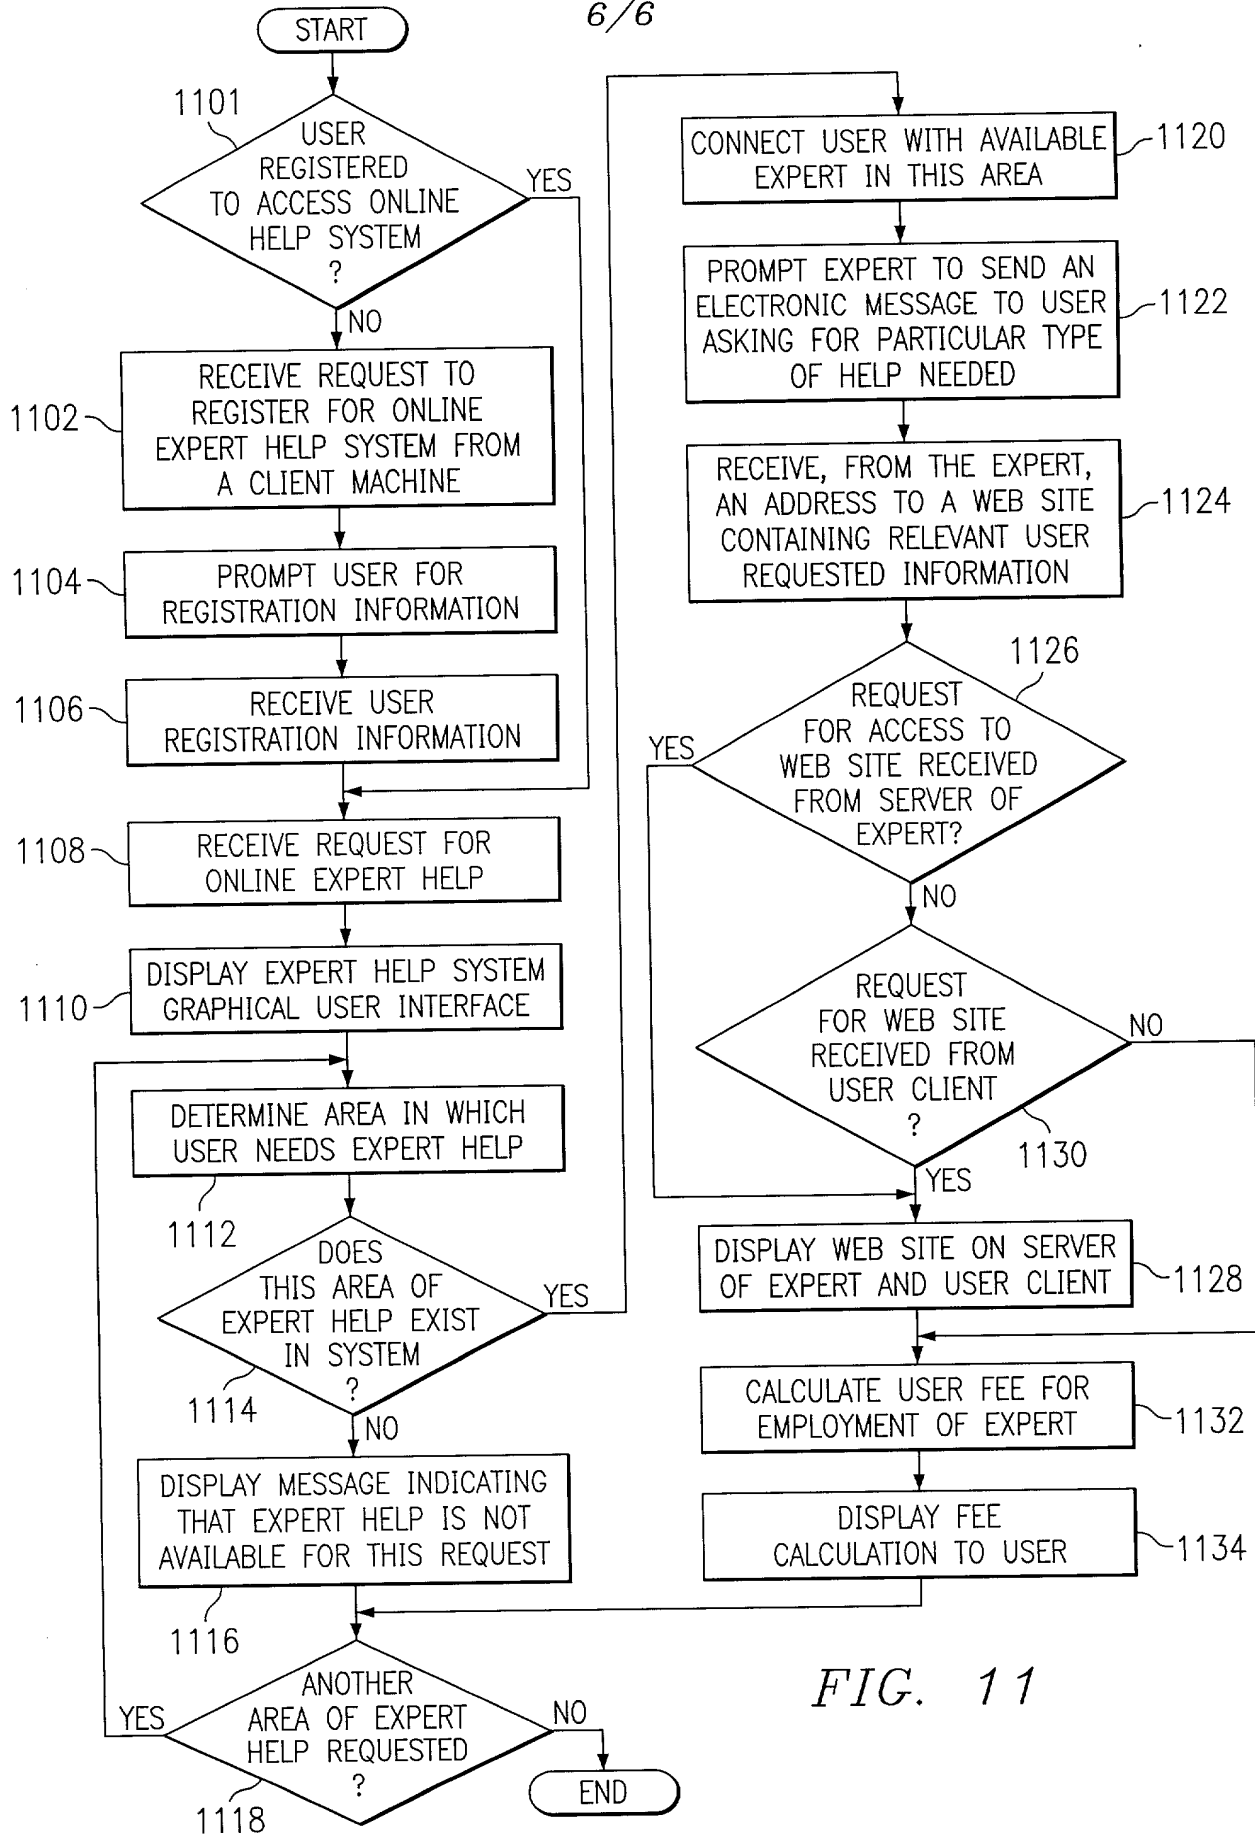 6/6
START
1101
USER
REGISTERED
TO ACCESS ONLINE
HELP SYSTEM
?
YES
NO
1102
RECEIVE REQUEST TO
REGISTER FOR ONLINE
EXPERT HELP SYSTEM FROM
A CLIENT MACHINE
1104
PROMPT USER FOR
REGISTRATION INFORMATION
1106
RECEIVE USER
REGISTRATION INFORMATION
1108
RECEIVE REQUEST FOR
ONLINE EXPERT HELP
1110
DISPLAY EXPERT HELP SYSTEM
GRAPHICAL USER INTERFACE
DETERMINE AREA IN WHICH
USER NEEDS EXPERT HELP
1112
DOES
THIS AREA OF
EXPERT HELP EXIST
IN SYSTEM
?
YES
1114
NO
DISPLAY MESSAGE INDICATING
THAT EXPERT HELP IS NOT
AVAILABLE FOR THIS REQUEST
1116
ANOTHER
AREA OF EXPERT
HELP REQUESTED
?
YES
NO
1118
END
CONNECT USER WITH AVAILABLE
EXPERT IN THIS AREA
1120
PROMPT EXPERT TO SEND AN
ELECTRONIC MESSAGE TO USER
ASKING FOR PARTICULAR TYPE
OF HELP NEEDED
1122
RECEIVE, FROM THE EXPERT,
AN ADDRESS TO A WEB SITE
CONTAINING RELEVANT USER
REQUESTED INFORMATION
1124
1126
REQUEST
FOR ACCESS TO
WEB SITE RECEIVED
FROM SERVER OF
EXPERT?
YES
NO
REQUEST
FOR WEB SITE
RECEIVED FROM
USER CLIENT
?
NO
1130
YES
DISPLAY WEB SITE ON SERVER
OF EXPERT AND USER CLIENT
1128
CALCULATE USER FEE FOR
EMPLOYMENT OF EXPERT
1132
DISPLAY FEE
CALCULATION TO USER
1134
FIG. 11